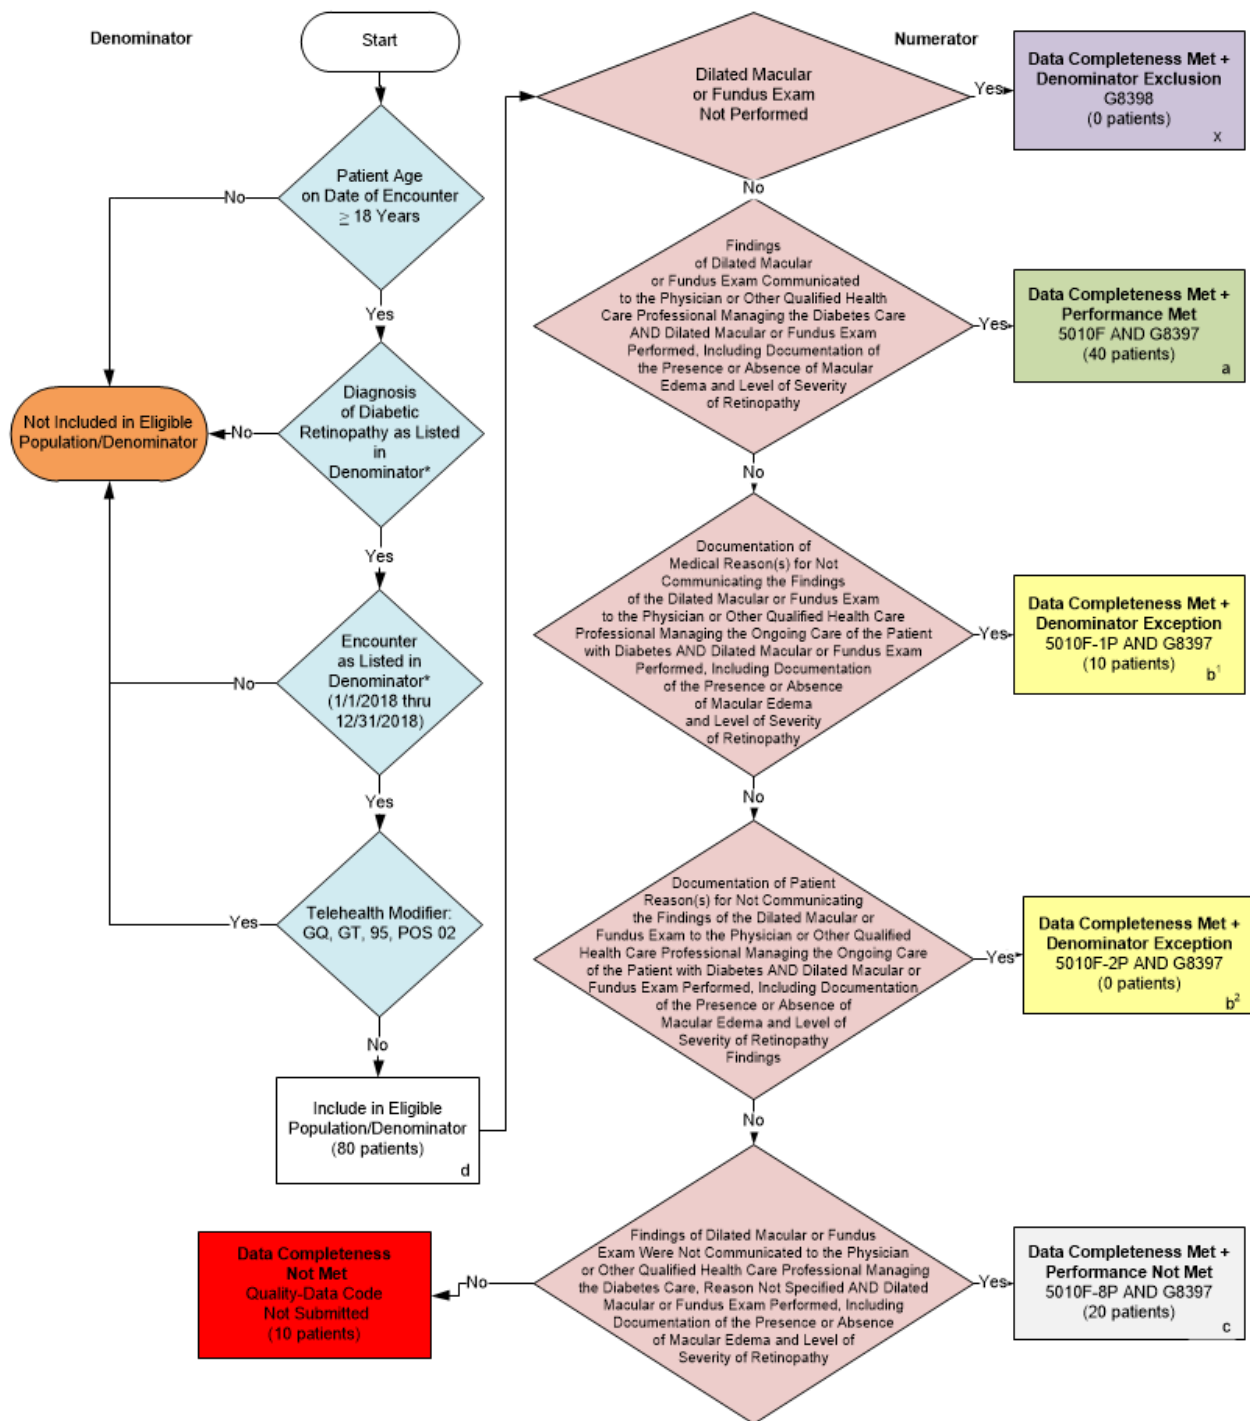 Denominator
Start
Patient Age
on Date of Encounter
≥ 18 Years
No
Yes
Diagnosis
of Diabetic
Retinopathy as Listed
in
Denominator*
No
Not Included in Eligible
Population/Denominator
Yes
Encounter
as Listed in
Denominator*
(1/1/2018 thru
12/31/2018)
No
Yes
Telehealth Modifier:
GQ, GT, 95, POS 02
Yes
No
Include in Eligible
Population/Denominator
(80 patients)
d
Numerator
Dilated Macular
or Fundus Exam
Not Performed
Yes
Data Completeness Met +
Denominator Exclusion
G8398
(0 patients)
x
No
Findings
of Dilated Macular
or Fundus Exam Communicated
to the Physician or Other Qualified Health
Care Professional Managing the Diabetes Care
AND Dilated Macular or Fundus Exam
Performed, Including Documentation of
the Presence or Absence of Macular
Edema and Level of Severity
of Retinopathy
Yes
Data Completeness Met +
Performance Met
5010F AND G8397
(40 patients)
a
No
Documentation of
Medical Reason(s) for Not
Communicating the Findings
of the Dilated Macular or Fundus Exam
to the Physician or Other Qualified Health Care
Professional Managing the Ongoing Care of the Patient
with Diabetes AND Dilated Macular or Fundus Exam
Performed, Including Documentation
of the Presence or Absence
of Macular Edema
and Level of Severity
of Retinopathy
Yes
Data Completeness Met +
Denominator Exception
5010F-1P AND G8397
(10 patients)
b¹
No
Documentation of Patient
Reason(s) for Not Communicating
the Findings of the Dilated Macular or
Fundus Exam to the Physician or Other Qualified
Health Care Professional Managing the Ongoing Care
of the Patient with Diabetes AND Dilated Macular or
Fundus Exam Performed, Including Documentation
of the Presence or Absence of
Macular Edema and Level of
Severity of Retinopathy
Findings
Yes
Data Completeness Met +
Denominator Exception
5010F-2P AND G8397
(0 patients)
b²
No
Findings of Dilated Macular or Fundus
Exam Were Not Communicated to the Physician
or Other Qualified Health Care Professional Managing
the Diabetes Care, Reason Not Specified AND Dilated
Macular or Fundus Exam Performed, Including
Documentation of the Presence or Absence
of Macular Edema and Level of
Severity of Retinopathy
Yes
Data Completeness Met +
Performance Not Met
5010F-8P AND G8397
(20 patients)
c
No
Data Completeness
Not Met
Quality-Data Code
Not Submitted
(10 patients)